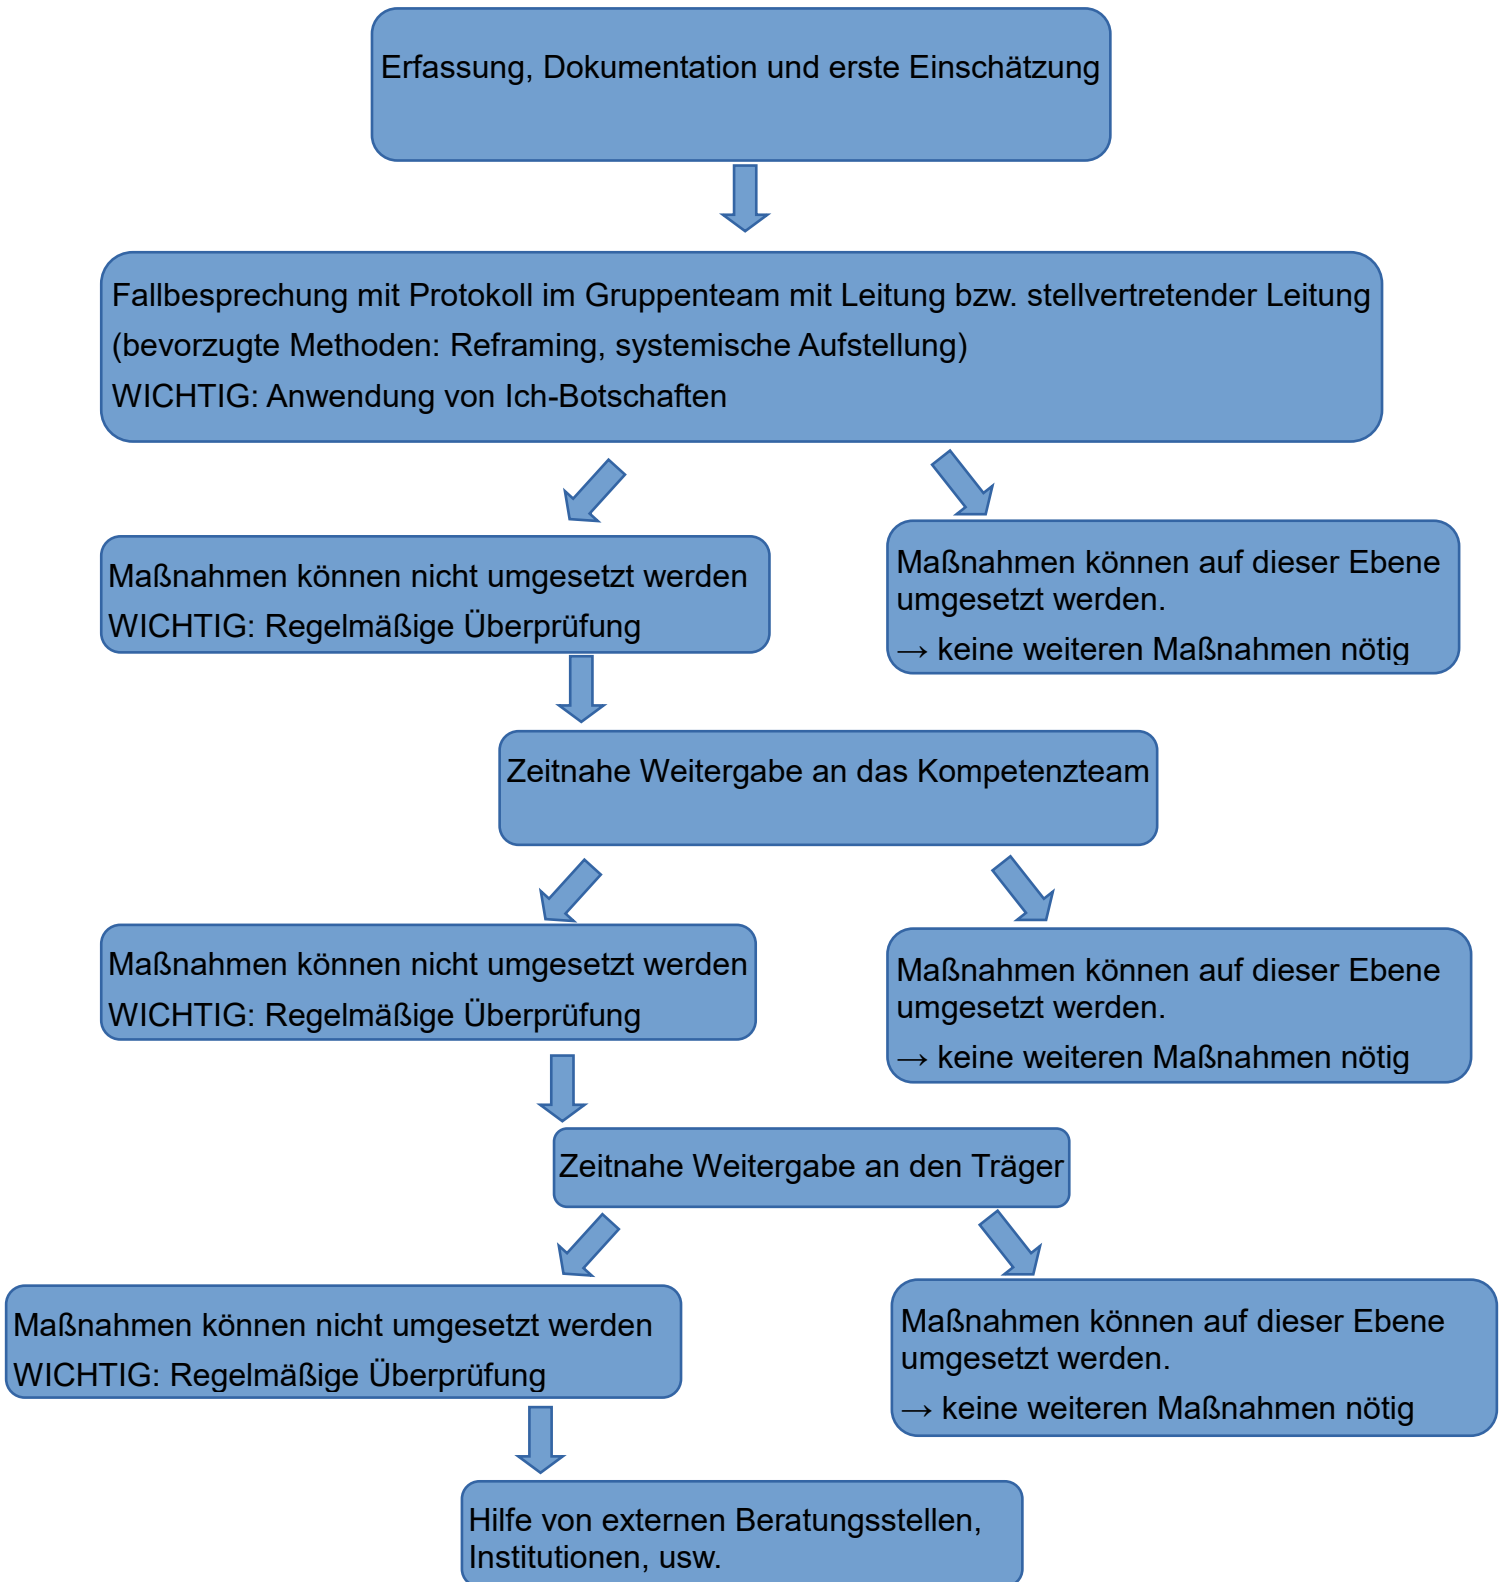 Erfassung, Dokumentation und erste Einschätzung
Fallbesprechung mit Protokoll im Gruppenteam mit Leitung bzw. stellvertretender Leitung
(bevorzugte Methoden: Reframing, systemische Aufstellung)
WICHTIG: Anwendung von Ich-Botschaften
Maßnahmen können nicht umgesetzt werden
WICHTIG: Regelmäßige Überprüfung
Maßnahmen können auf dieser Ebene
umgesetzt werden.
→ keine weiteren Maßnahmen nötig
Zeitnahe Weitergabe an das Kompetenzteam
Maßnahmen können nicht umgesetzt werden
WICHTIG: Regelmäßige Überprüfung
Maßnahmen können auf dieser Ebene
umgesetzt werden.
→ keine weiteren Maßnahmen nötig
Zeitnahe Weitergabe an den Träger
Maßnahmen können nicht umgesetzt werden
WICHTIG: Regelmäßige Überprüfung
Maßnahmen können auf dieser Ebene
umgesetzt werden.
→ keine weiteren Maßnahmen nötig
Hilfe von externen Beratungsstellen,
Institutionen, usw.